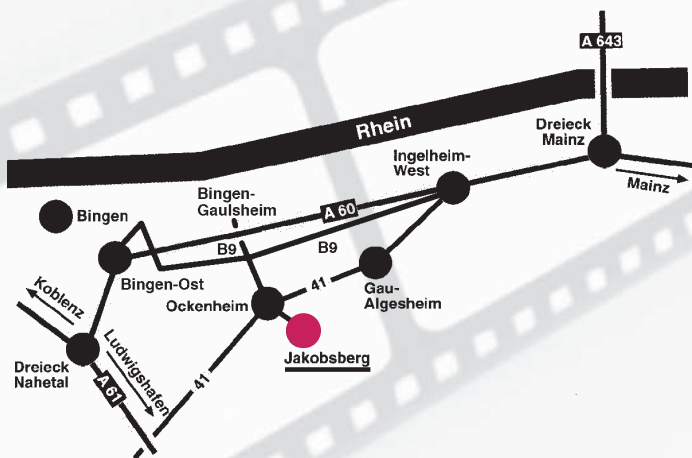 A 643
Rhein
Dreieck
Mainz
Ingelheim-
West
Mainz
Bingen-
Gaulsheim
A 60
Bingen
B9
B9
Bingen-Ost
41
Gau-
Algesheim
Koblenz
Ockenheim
Jakobsberg
Ludwigshafen
Dreieck
Nahetal
A 61
41